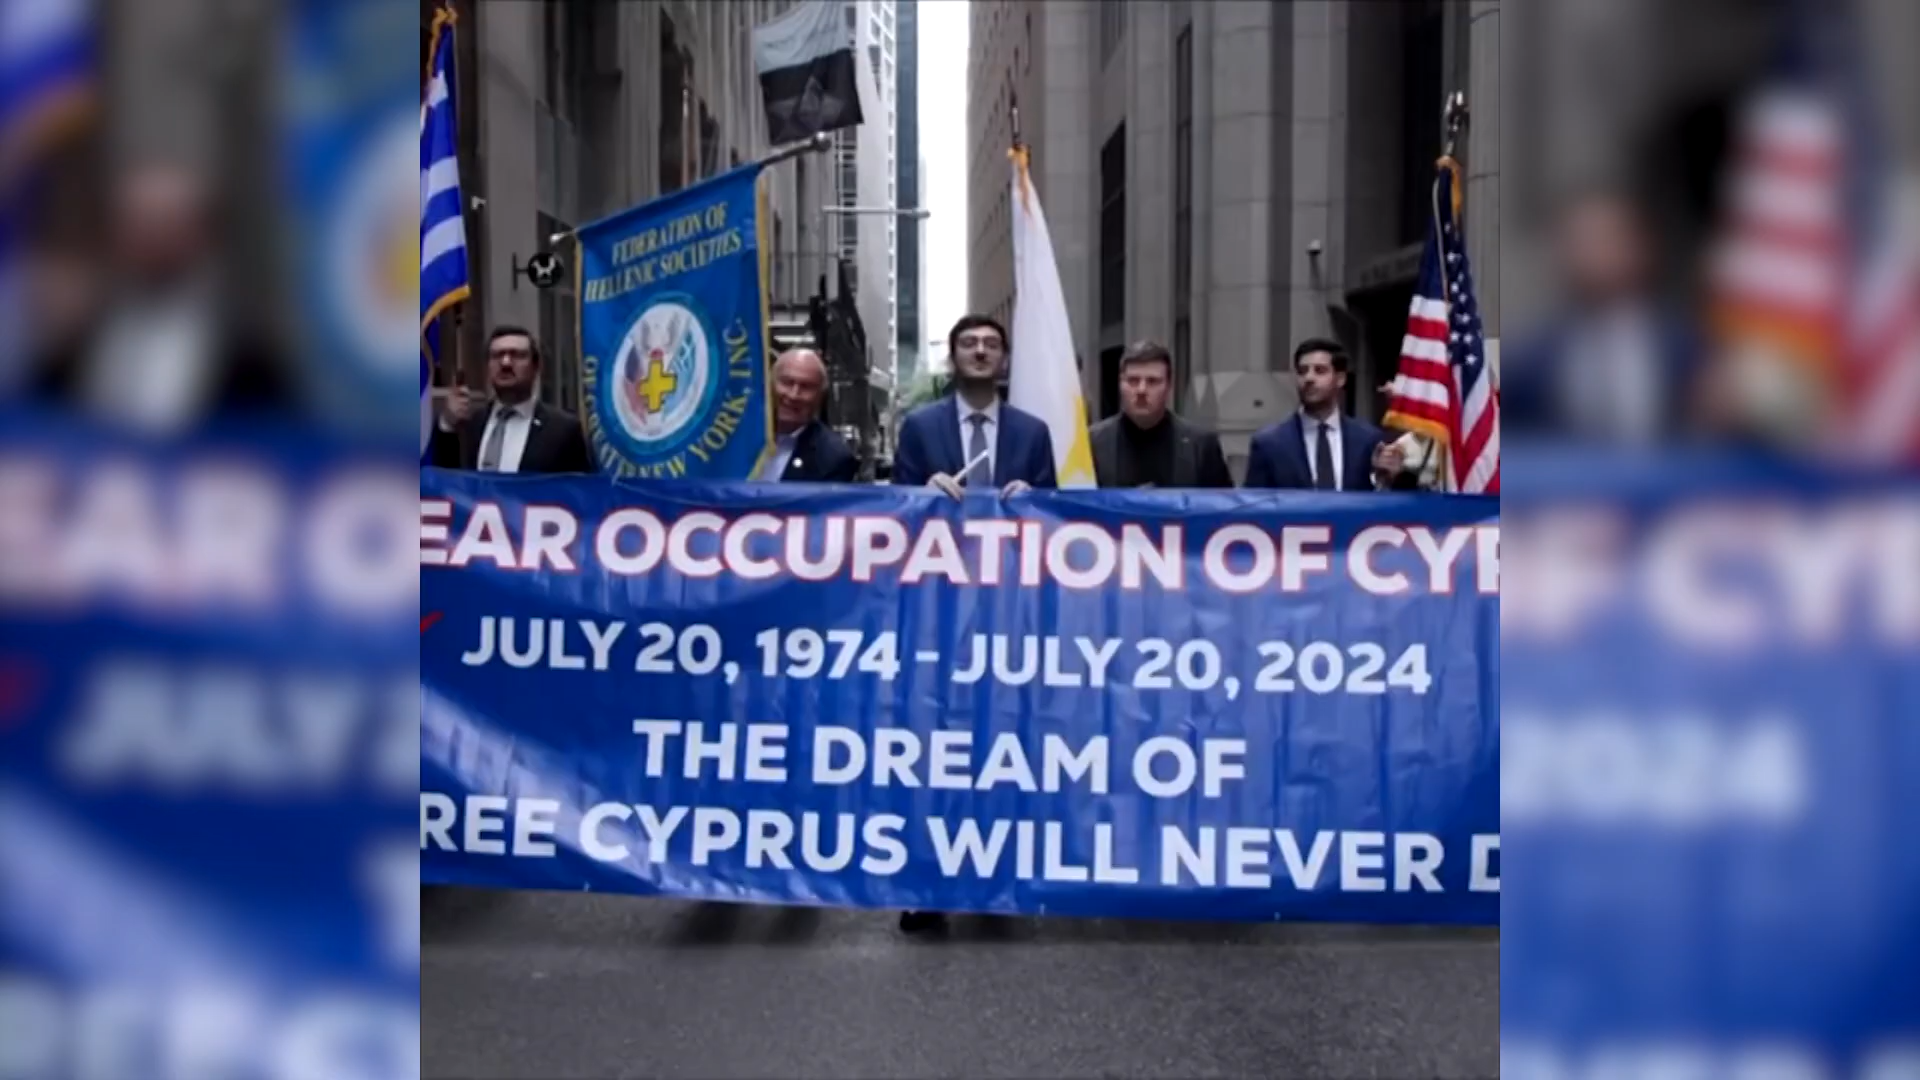 FEDERATION OF
HELLENIC SOCIETIES
OF GREATER NEW YORK, INC.
EAR OCCUPATION OF CYP
JULY 20, 1974 - JULY 20, 2024
THE DREAM OF
REE CYPRUS WILL NEVER D